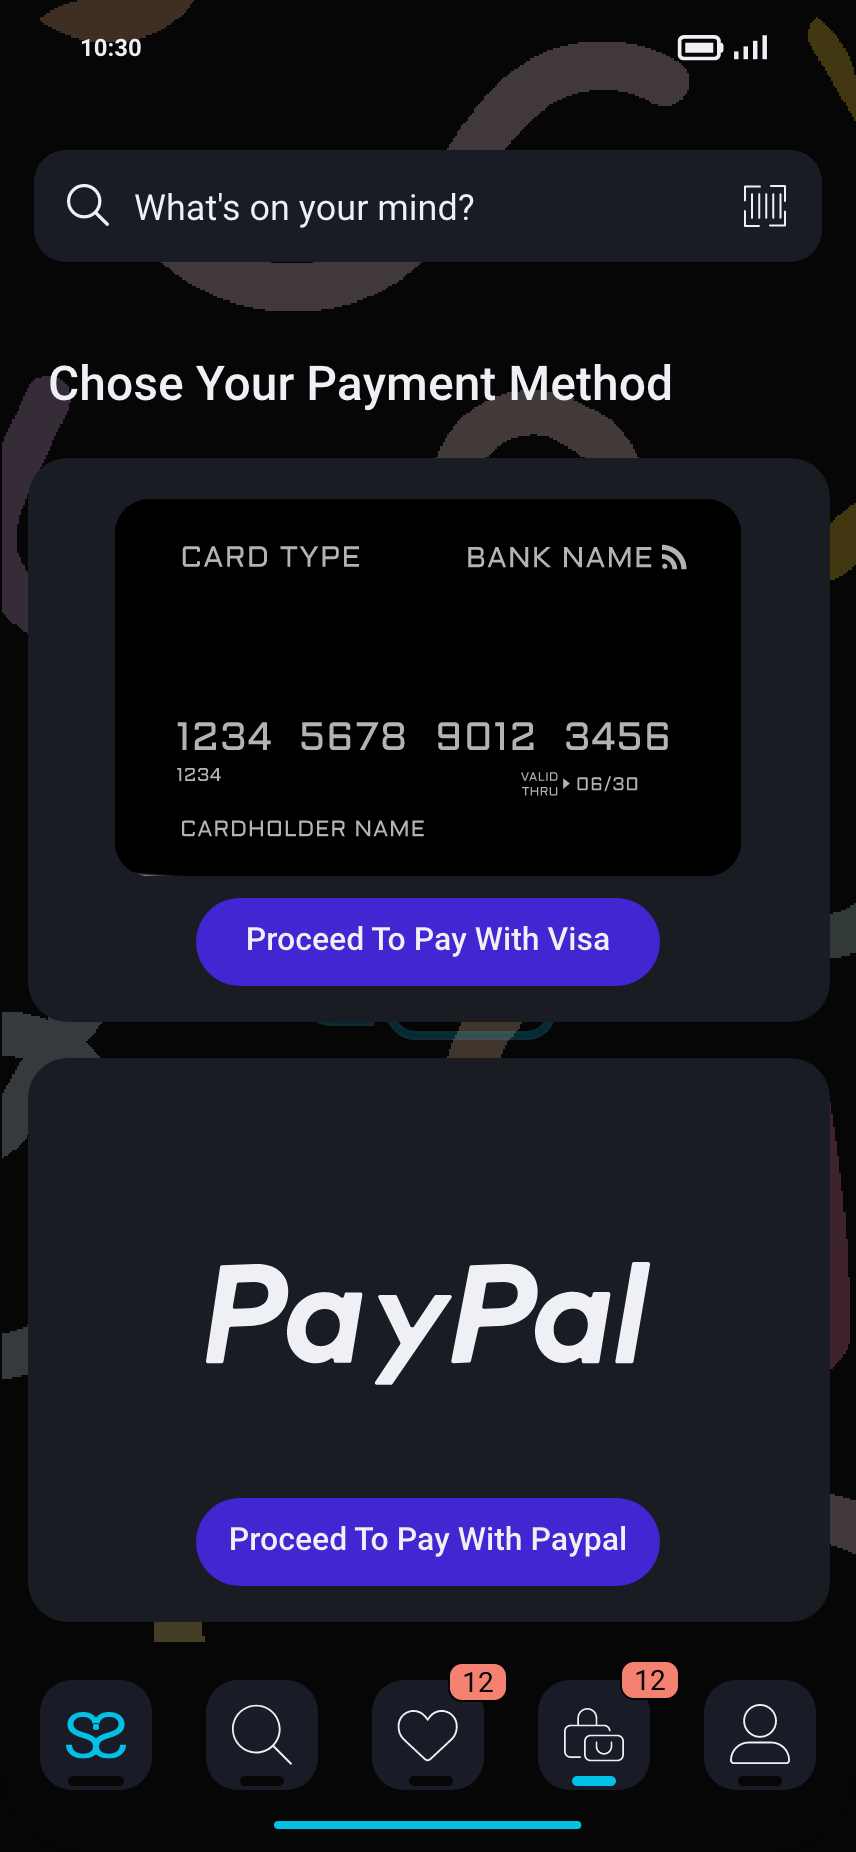 10:30
What's on your mind?
Chose Your Payment Method
CARD TYPE
BANK NAME
1234 5678 9012 3456
1234
VALID
THRU
06/30
CARDHOLDER NAME
Proceed To Pay With Visa
PayPal
Proceed To Pay With Paypal
12
12